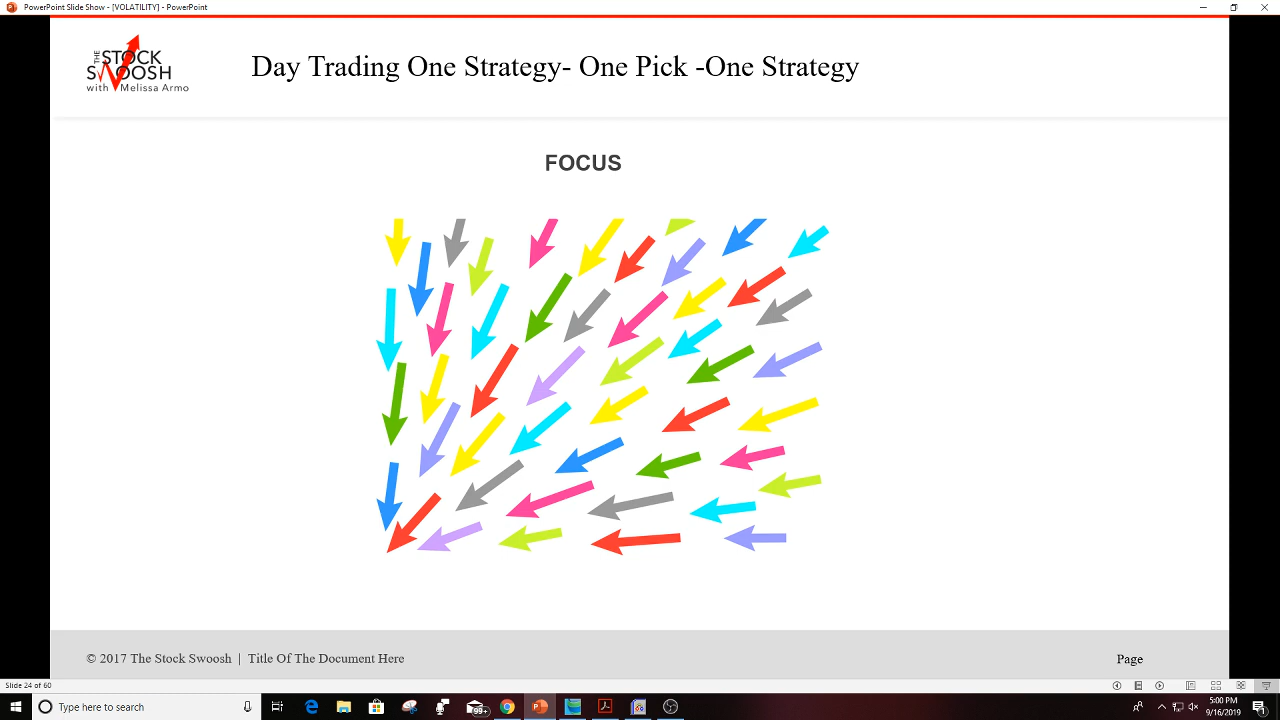 PowerPoint Slide Show - [VOLATILITY] - PowerPoint
THE
STOCK
SWOOSH
with Melissa Armo
Day Trading One Strategy- One Pick -One Strategy
FOCUS
© 2017 The Stock Swoosh | Title Of The Document Here
Page
Slide 24 of 60
Type here to search
99+
5:00 PM
9/16/2019